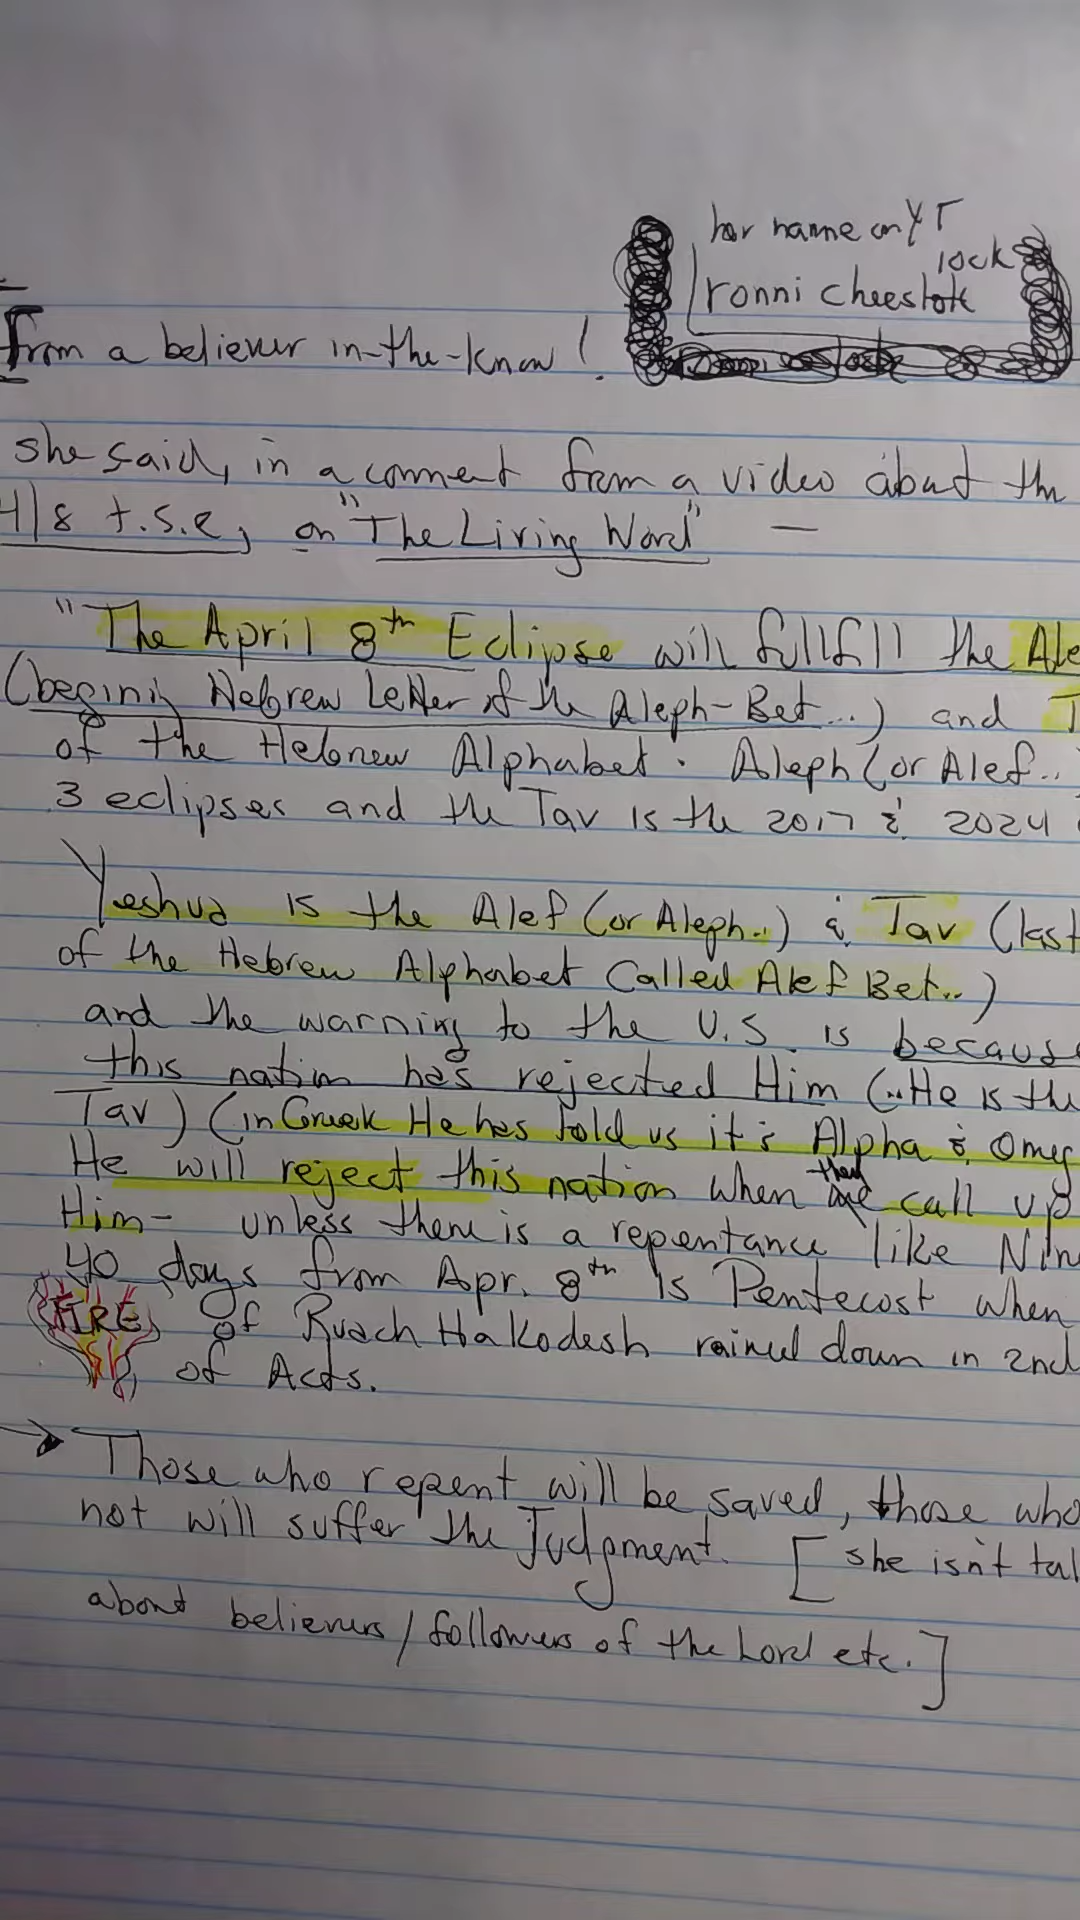 her name on YT
lock
ronni cheeslock
From a believer in-the-know!
she said, in a comment from a video about the
4/8 t.s.e, on "The Living Word" —
"The April 8th Eclipse will fullfill the Ale
(begining Hebrew Letter of the Aleph-Bet...) and T
of the Hebrew Alphabet. Aleph (or Alef..
3 eclipses and the Tav is the 2017 & 2024
Yeshua is the Alef (or Aleph..) & Tav (last
of the Hebrew Alphabet Called Alef Bet..)
and the warning to the U.S. is because
this nation has rejected Him (..He is the
Tav) (in Greek He has told us it's Alpha & Omeg
He will reject this nation when they call up
Him- unless there is a repentance like Nin
40 days from Apr. 8th is Pentecost when
FIRE of Ruach HaKodesh rained down in 2nd
of Acts.
→ Those who repent will be saved, those who
not will suffer the Judgment. [she isn't tal
about believers/followers of the Lord etc.]